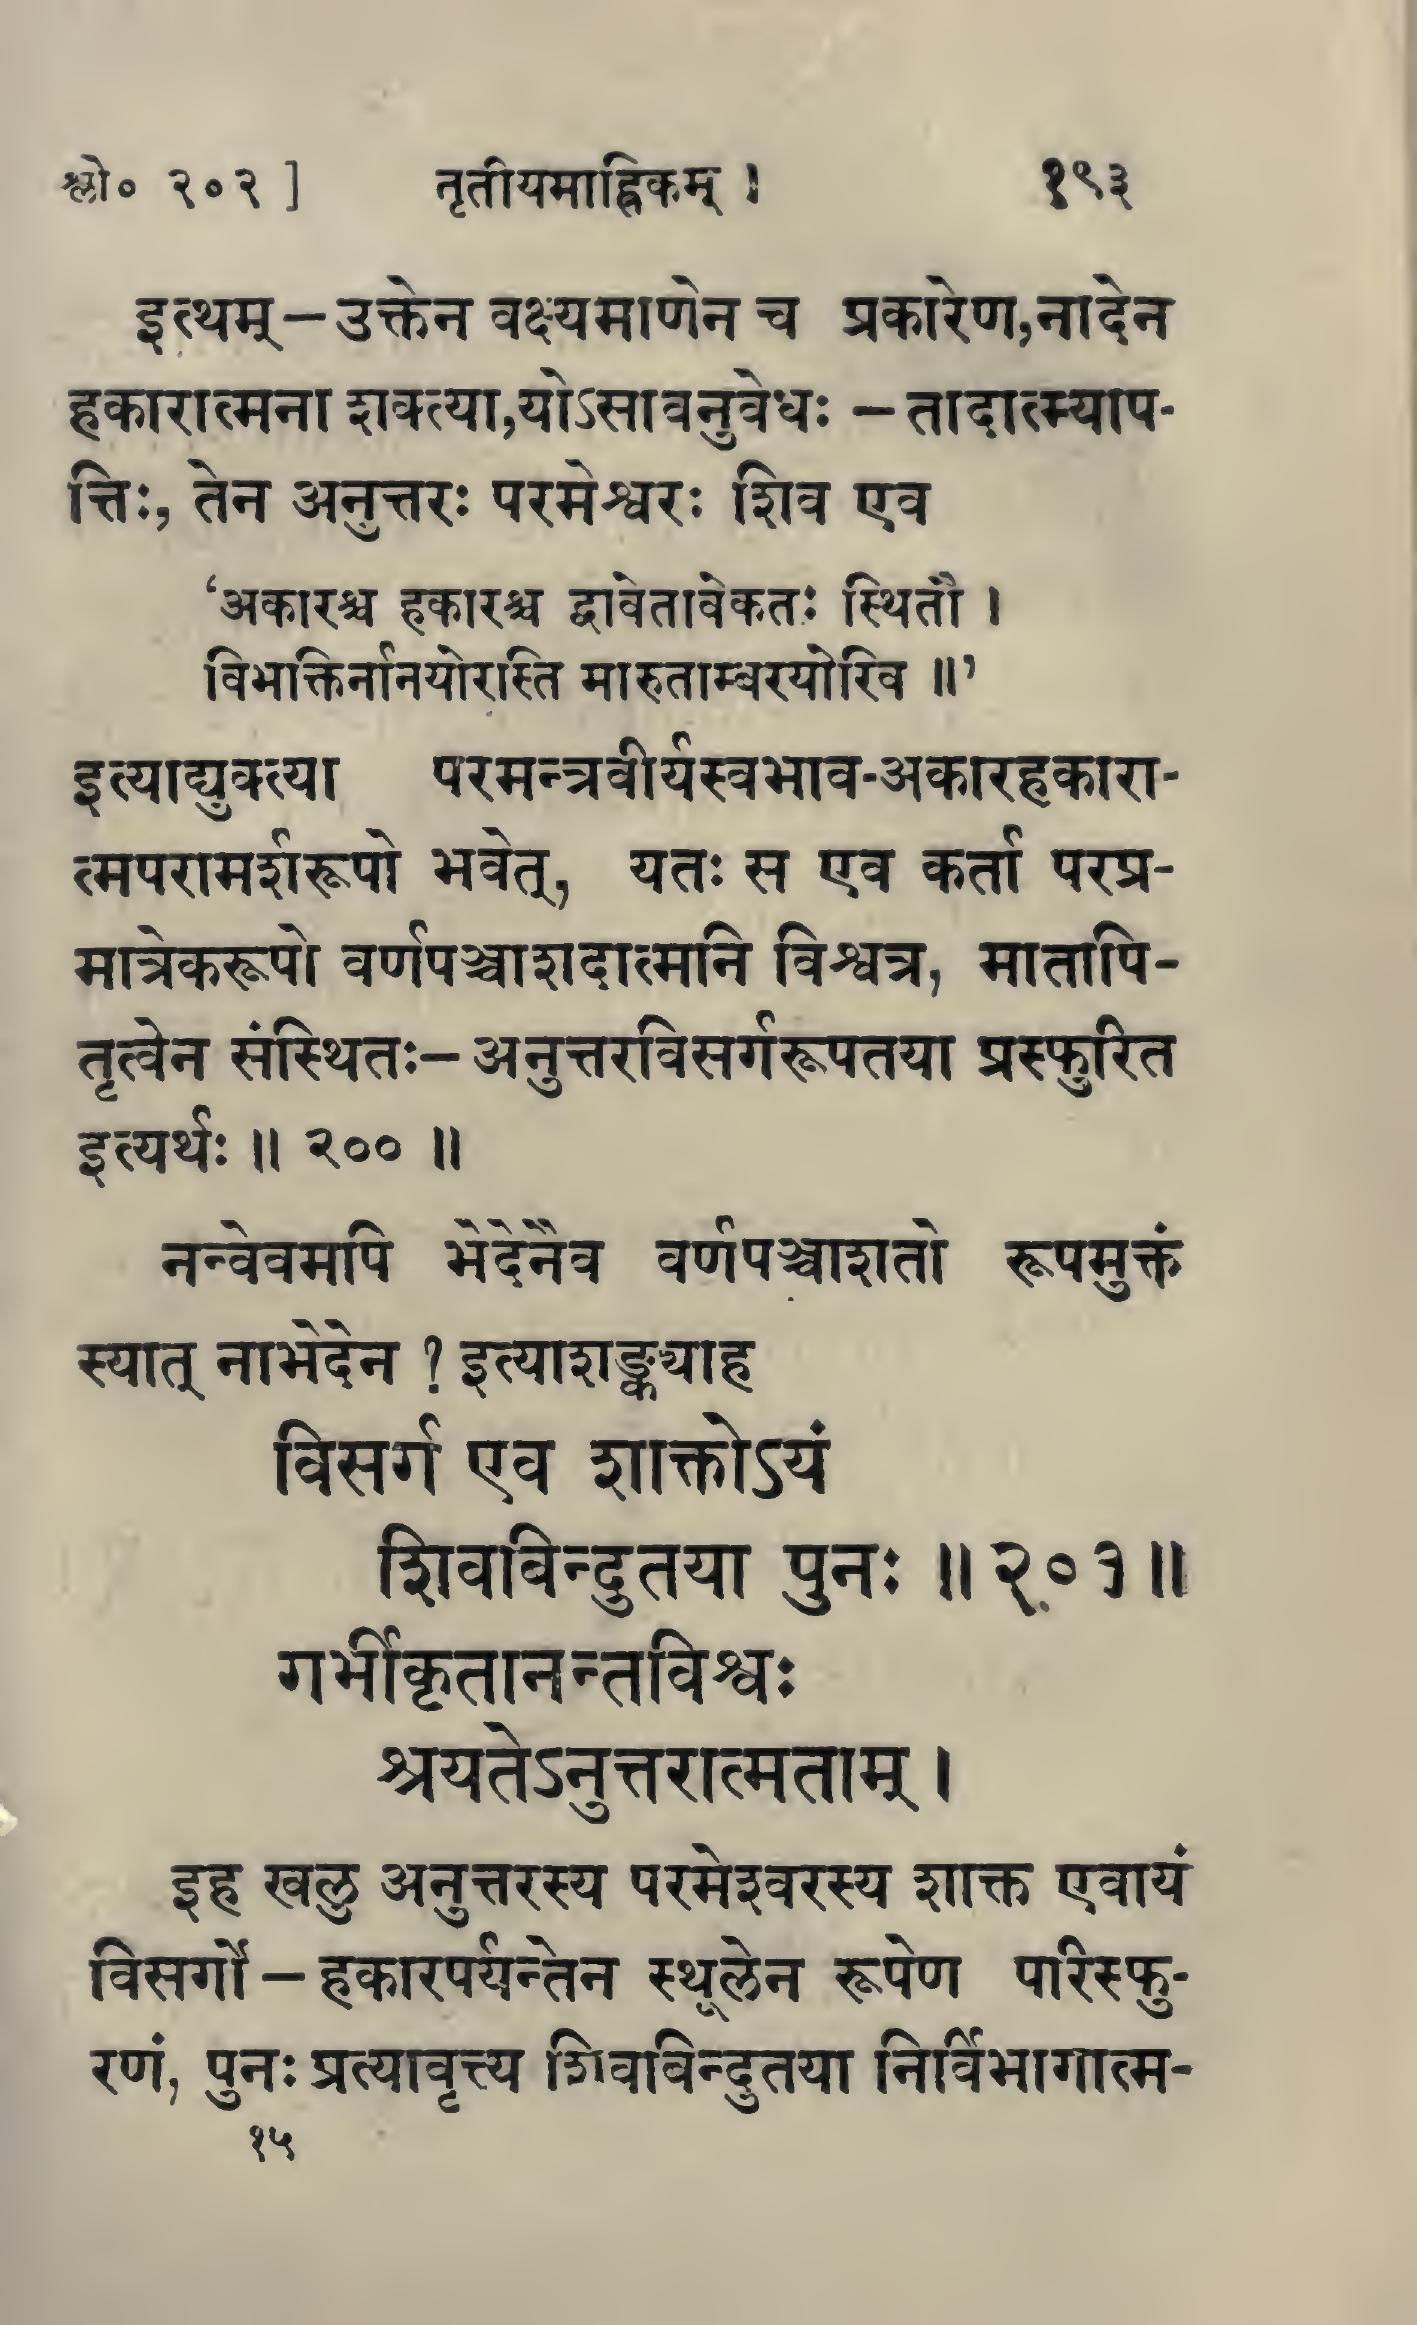 श्लो० २०२ ] तृतीयमाह्निकम् । १९३
इत्थम्—उक्तेन वक्ष्यमाणेन च प्रकारेण,नादेन
हकारात्मना शक्त्या,योऽसावनुवेधः —तादात्म्याप-
त्तिः, तेन अनुत्तरः परमेश्वरः शिव एव
‘अकारश्च हकारश्च द्वावेतावेकतः स्थितौ ।
विभाक्तिर्नानयोरास्ति मारुताम्बरयोरिव ॥’
इत्याद्युक्त्या परमन्त्रवीर्यस्वभाव-अकारहकारा-
त्मपरामर्शरूपो भवेत्, यतः स एव कर्ता परप्र-
मात्रेकरूपो वर्णपञ्चाशदात्मनि विश्वत्र, मातापि-
तृत्वेन संस्थितः—अनुत्तरविसर्गरूपतया प्रस्फुरित
इत्यर्थः ॥ २०० ॥
नन्वेवमपि भेदेनैव वर्णपञ्चाशतो रूपमुक्तं
स्यात् नाभेदेन ? इत्याशङ्क्याह
विसर्ग एव शाक्तोऽयं
शिवबिन्दुतया पुनः ॥ २०१ ॥
गर्भीकृतानन्तविश्वः
श्रयतेऽनुत्तरात्मताम् ।
इह खलु अनुत्तरस्य परमेश्वरस्य शाक्त एवायं
विसर्गो — हकारपर्यन्तेन स्थूलेन रूपेण परिस्फु-
रणं, पुनः प्रत्यावृत्त्य शिवबिन्दुतया निर्विभागात्म-
१५